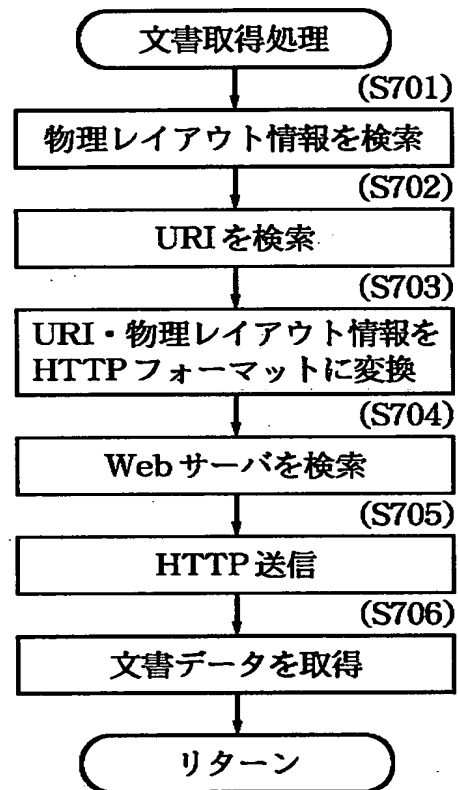 文書取得処理
(S701)
物理レイアウト情報を検索
(S702)
URIを検索
(S703)
URI・物理レイアウト情報を
HTTPフォーマットに変換
(S704)
Webサーバを検索
(S705)
HTTP送信
(S706)
文書データを取得
リターン